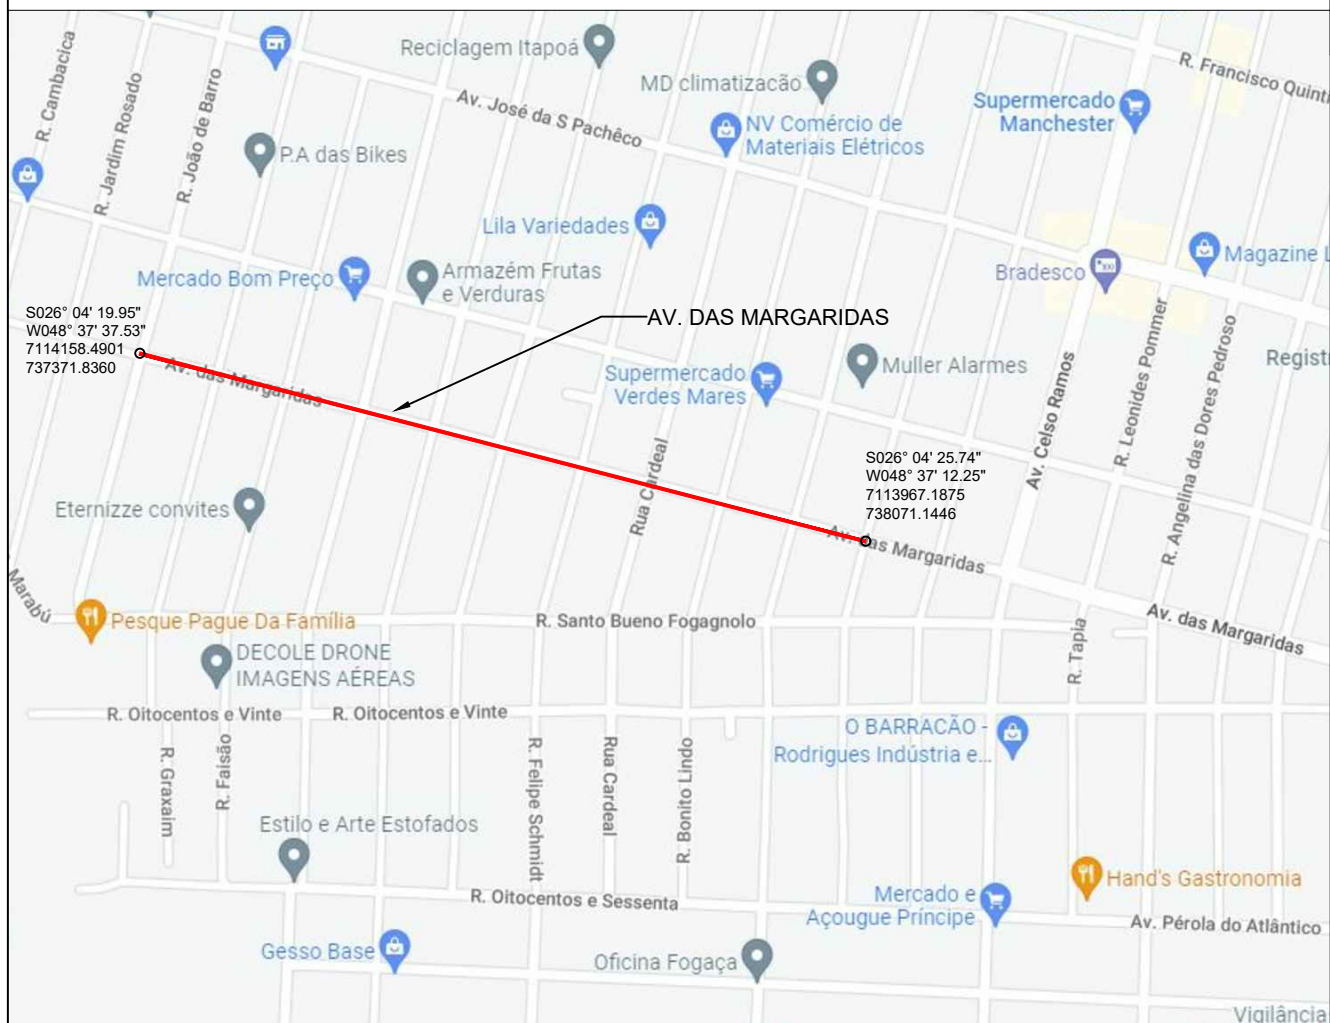 R. Cambacica
R. Jardim Rosado
R. João de Barro
Reciclagem Itapoá
MD climatizacão
Av. José da S Pachêco
NV Comércio de
Materiais Elétricos
Supermercado
Manchester
R. Francisco Quinti
P.A das Bikes
Lila Variedades
Mercado Bom Preço
Armazém Frutas
e Verduras
Bradesco
Magazine L
S026° 04' 19.95"
W048° 37' 37.53"
7114158.4901
737371.8360
AV. DAS MARGARIDAS
Av. das Margaridas
Supermercado
Verdes Mares
Muller Alarmes
Av. Celso Ramos
R. Leonides Pommer
R. Angelina das Dores Pedroso
Registr
S026° 04' 25.74"
W048° 37' 12.25"
7113967.1875
738071.1446
Rua Cardeal
Eternizze convites
Av. das Margaridas
Marabú
Pesque Pague Da Família
R. Santo Bueno Fogagnolo
R. Tapia
Av. das Margaridas
DECOLE DRONE
IMAGENS AÉREAS
R. Oitocentos e Vinte
R. Oitocentos e Vinte
R. Graxaim
R. Faisão
R. Felipe Schmidt
Rua Cardeal
R. Bonito Lindo
O BARRACÃO -
Rodrigues Indústria e...
Estilo e Arte Estofados
R. Oitocentos e Sessenta
Mercado e
Açougue Príncipe
Hand's Gastronomia
Av. Pérola do Atlântico
Gesso Base
Oficina Fogaça
Vigilância